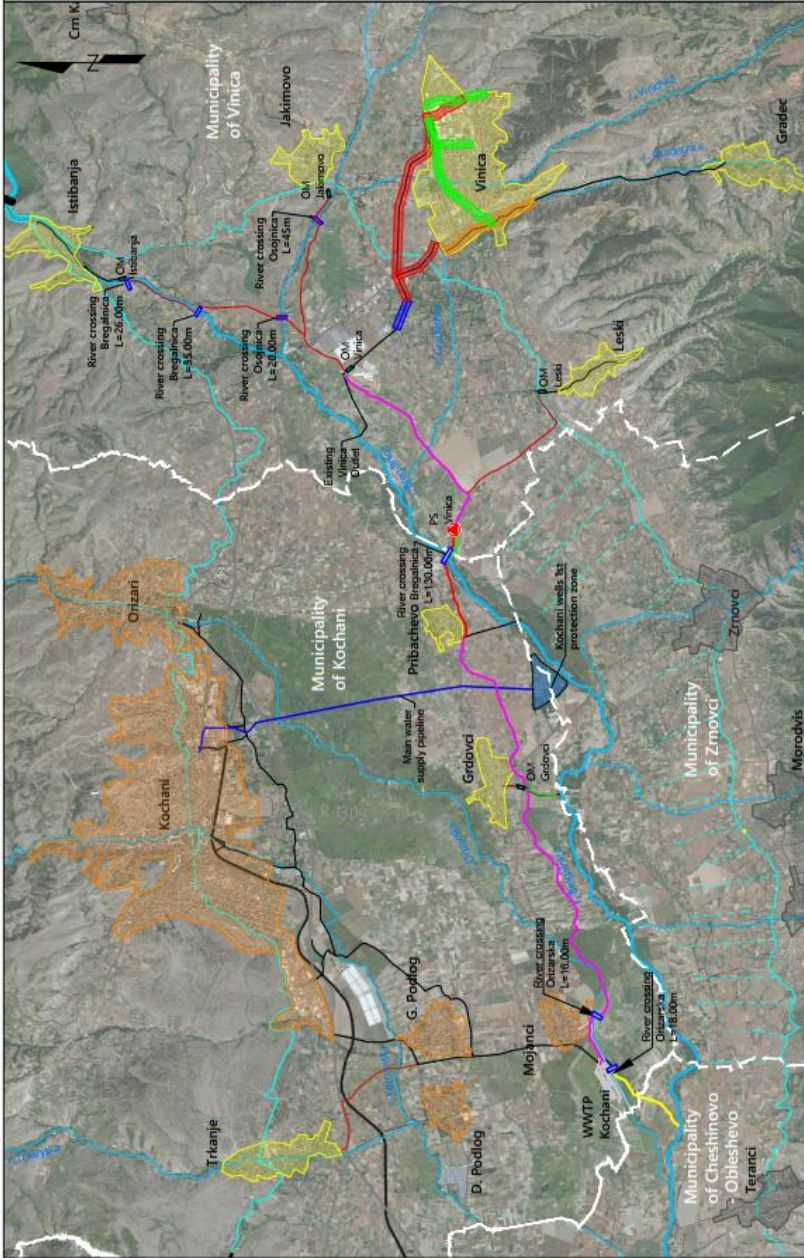 Trkanje
Kochani
Orizari
Istibanja
Crn K
N
River crossing
Bregalnica
L=26.00m
OM
Istibanja
River crossing
Bregalnica
L=35.00m
River crossing
Osojnica
L=20.00m
River crossing
Osojnica
L=45m
OM
Jakimovo
Jakimovo
Municipality
of Vinica
Municipality
of Kochani
Existing
Vinica
Outlet
OM
Vinica
G. Podlog
D. Podlog
Main water
supply pipeline
Grdovci
OM
Grdovci
Pribachevo
River crossing
Bregalnica
L=130.00m
PS
Vinica
Vinica
Mojanci
River crossing
Orizarska
L=16.00m
WWTP
Kochani
River crossing
Orizarska
L=18.00m
Kochani wells 1st
protection zone
OM
Leski
Leski
Gradec
Municipality
of Cheshinovo
- Obleshevo
Teranci
Municipality
of Zrnovci
Zrnovci
Morodvis